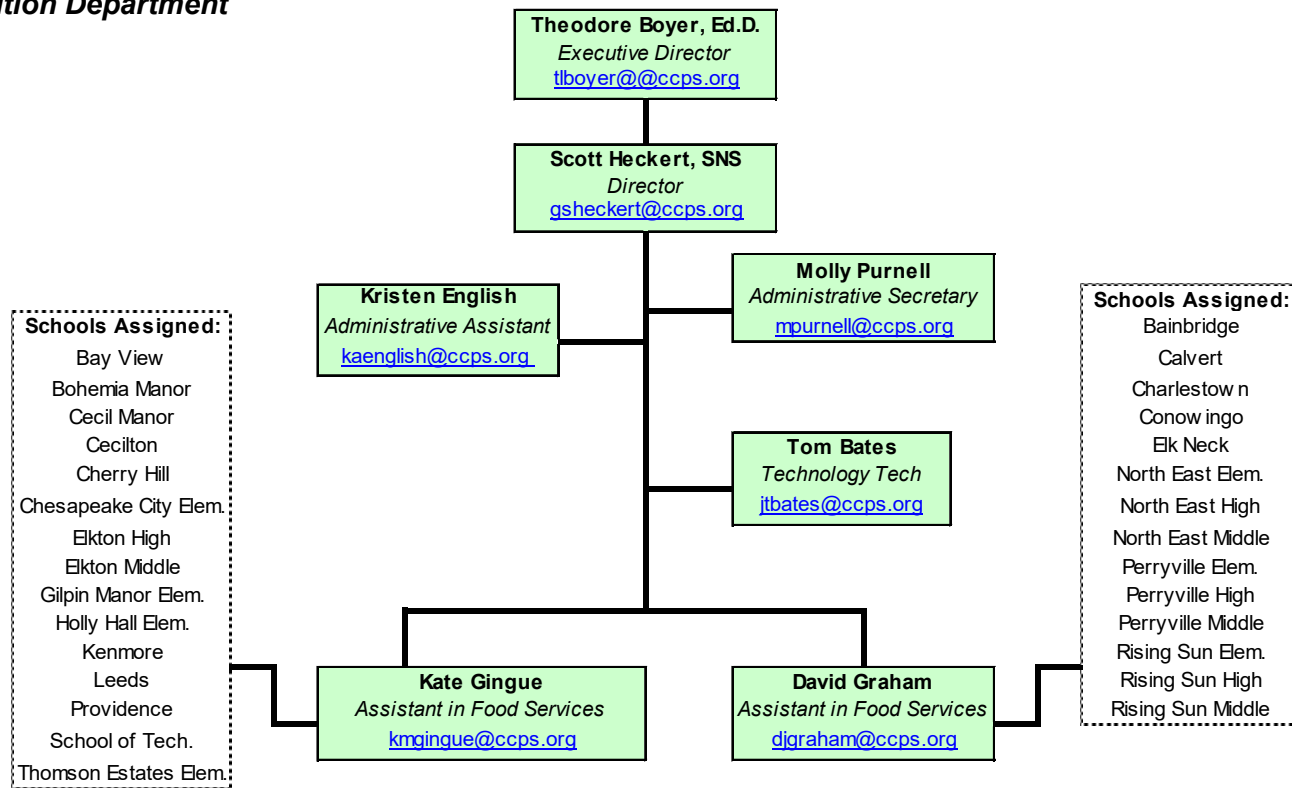 ition Department
Theodore Boyer, Ed.D.
Executive Director
tlboyer@@ccps.org
Scott Heckert, SNS
Director
gsheckert@ccps.org
Kristen English
Administrative Assistant
kaenglish@ccps.org
Molly Purnell
Administrative Secretary
mpurnell@ccps.org
Tom Bates
Technology Tech
jtbates@ccps.org
Schools Assigned:
Bay View
Bohemia Manor
Cecil Manor
Cecilton
Cherry Hill
Chesapeake City Elem.
Elkton High
Elkton Middle
Gilpin Manor Elem.
Holly Hall Elem.
Kenmore
Leeds
Providence
School of Tech.
Thomson Estates Elem.
Kate Gingue
Assistant in Food Services
kmgingue@ccps.org
David Graham
Assistant in Food Services
djgraham@ccps.org
Schools Assigned:
Bainbridge
Calvert
Charlestown
Conowingo
Elk Neck
North East Elem.
North East High
North East Middle
Perryville Elem.
Perryville High
Perryville Middle
Rising Sun Elem.
Rising Sun High
Rising Sun Middle